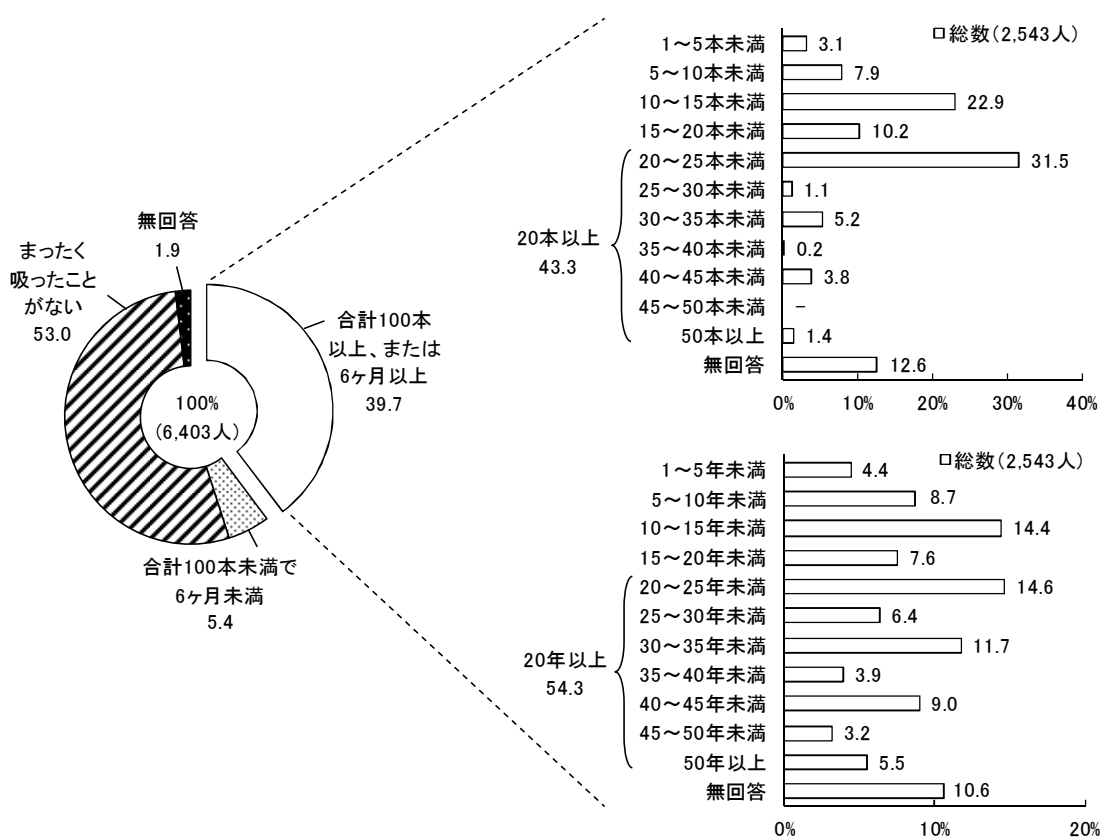 無回答
1.9
まったく
吸ったこと
がない
53.0
合計100本
以上、または
6ヶ月以上
39.7
100%
(6,403人)
合計100本未満で
6ヶ月未満
5.4
□総数(2,543人)
1～5本未満 3.1
5～10本未満 7.9
10～15本未満 22.9
15～20本未満 10.2
20～25本未満 31.5
25～30本未満 1.1
30～35本未満 5.2
35～40本未満 0.2
40～45本未満 3.8
45～50本未満 -
50本以上 1.4
無回答 12.6
20本以上
43.3
0% 10% 20% 30% 40%
□総数(2,543人)
1～5年未満 4.4
5～10年未満 8.7
10～15年未満 14.4
15～20年未満 7.6
20～25年未満 14.6
25～30年未満 6.4
30～35年未満 11.7
35～40年未満 3.9
40～45年未満 9.0
45～50年未満 3.2
50年以上 5.5
無回答 10.6
20年以上
54.3
0% 10% 20%